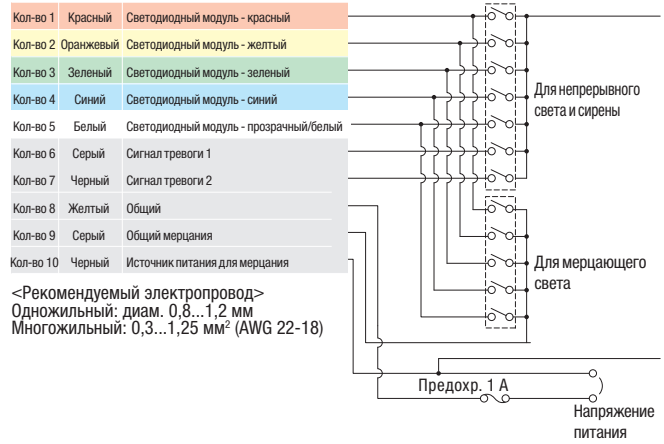 Кол-во 1 Красный Светодиодный модуль - красный
Кол-во 2 Оранжевый Светодиодный модуль - желтый
Кол-во 3 Зеленый Светодиодный модуль - зеленый
Кол-во 4 Синий Светодиодный модуль - синий
Кол-во 5 Белый Светодиодный модуль - прозрачный/белый
Кол-во 6 Серый Сигнал тревоги 1
Кол-во 7 Черный Сигнал тревоги 2
Кол-во 8 Желтый Общий
Кол-во 9 Серый Общий мерцания
Кол-во 10 Черный Источник питания для мерцания
<Рекомендуемый электропровод>
Одножильный: диам. 0,8...1,2 мм
Многожильный: 0,3...1,25 мм² (AWG 22-18)
Для непрерывного
света и сирены
Для мерцающего
света
Предохр. 1 А
Напряжение
питания